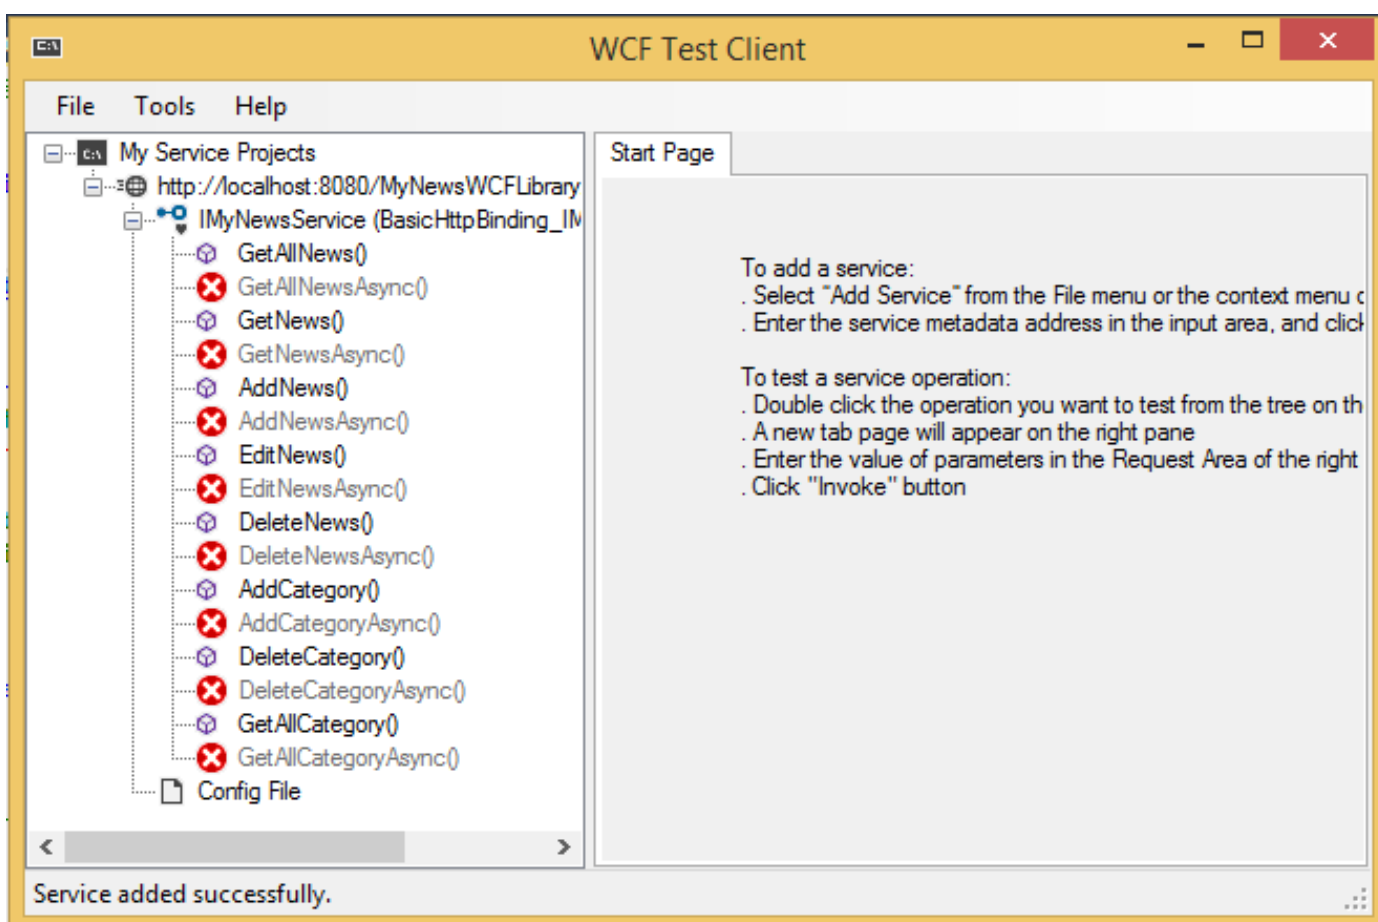 WCF Test Client
File Tools Help
My Service Projects
http://localhost:8080/MyNewsWCFLibrary
IMyNewsService (BasicHttpBinding_IM
GetAllNews()
GetAllNewsAsync()
GetNews()
GetNewsAsync()
AddNews()
AddNewsAsync()
EditNews()
EditNewsAsync()
DeleteNews()
DeleteNewsAsync()
AddCategory()
AddCategoryAsync()
DeleteCategory()
DeleteCategoryAsync()
GetAllCategory()
GetAllCategoryAsync()
Config File
Start Page
To add a service:
. Select "Add Service" from the File menu or the context menu
. Enter the service metadata address in the input area, and click
To test a service operation:
. Double click the operation you want to test from the tree on th
. A new tab page will appear on the right pane
. Enter the value of parameters in the Request Area of the right
. Click "Invoke" button
Service added successfully.